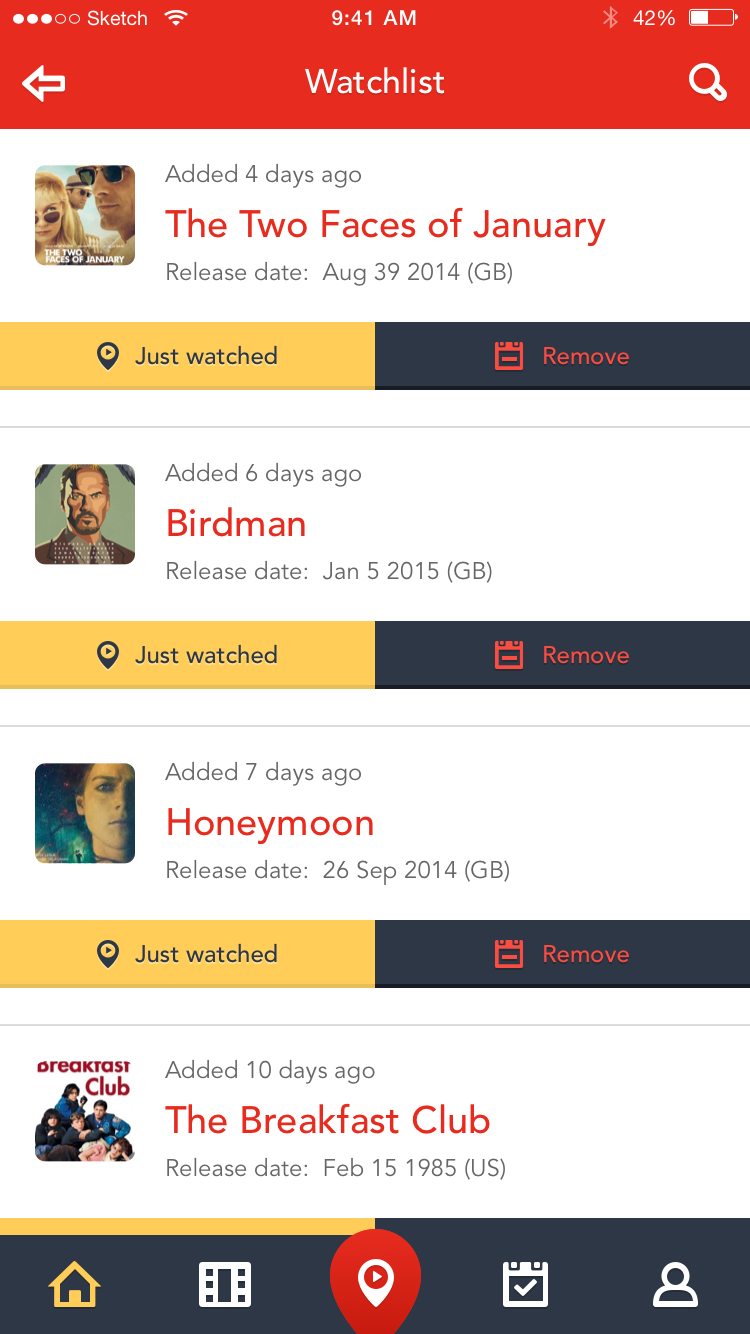 Sketch 9:41 AM 42%
Watchlist
Added 4 days ago
The Two Faces of January
Release date: Aug 39 2014 (GB)
THE TWO
FACES OF JANUARY
Just watched Remove
Added 6 days ago
Birdman
Release date: Jan 5 2015 (GB)
Just watched Remove
Added 7 days ago
Honeymoon
Release date: 26 Sep 2014 (GB)
Just watched Remove
Breakfast
Club
Added 10 days ago
The Breakfast Club
Release date: Feb 15 1985 (US)